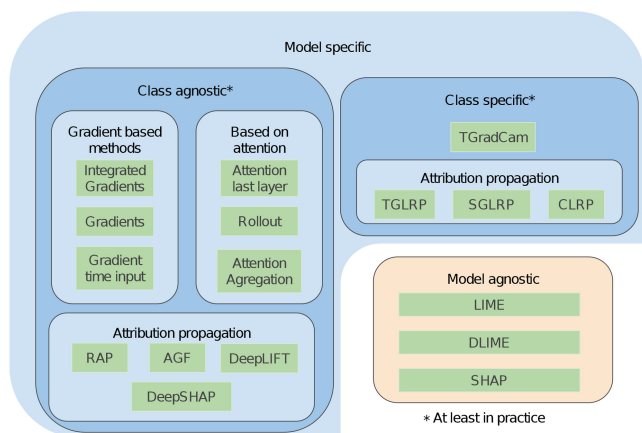 Model specific
Class agnostic*
Gradient based
methods
Integrated
Gradients
Gradients
Gradient
time input
Based on
attention
Attention
last layer
Rollout
Attention
Agregation
Attribution propagation
RAP
AGF
DeepLIFT
DeepSHAP
Class specific*
TGradCam
Attribution propagation
TGLRP
SGLRP
CLRP
Model agnostic
LIME
DLIME
SHAP
* At least in practice